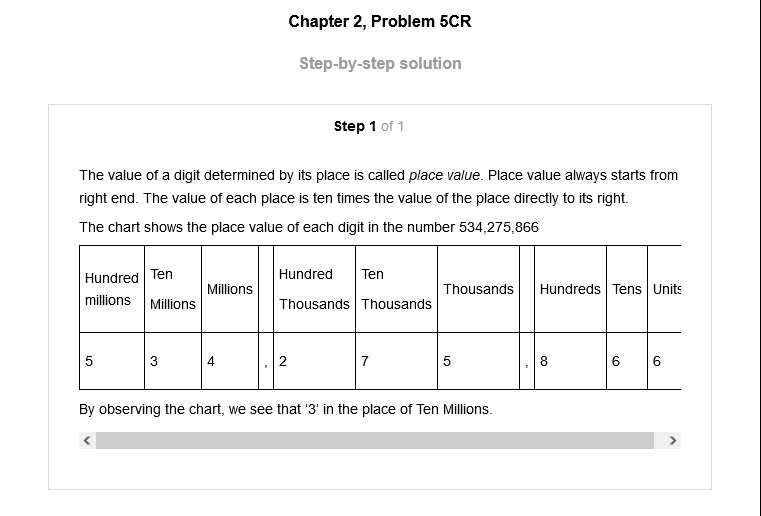 Chapter 2, Problem 5CR
Step-by-step solution
Step 1 of 1
The value of a digit determined by its place is called place value. Place value always starts from
right end. The value of each place is ten times the value of the place directly to its right.
The chart shows the place value of each digit in the number 534,275,866
Hundred millions Ten Millions Millions Hundred Thousands Ten Thousands Thousands Hundreds Tens Units
5 3 4 , 2 7 5 , 8 6 6
By observing the chart, we see that ‘3’ in the place of Ten Millions.